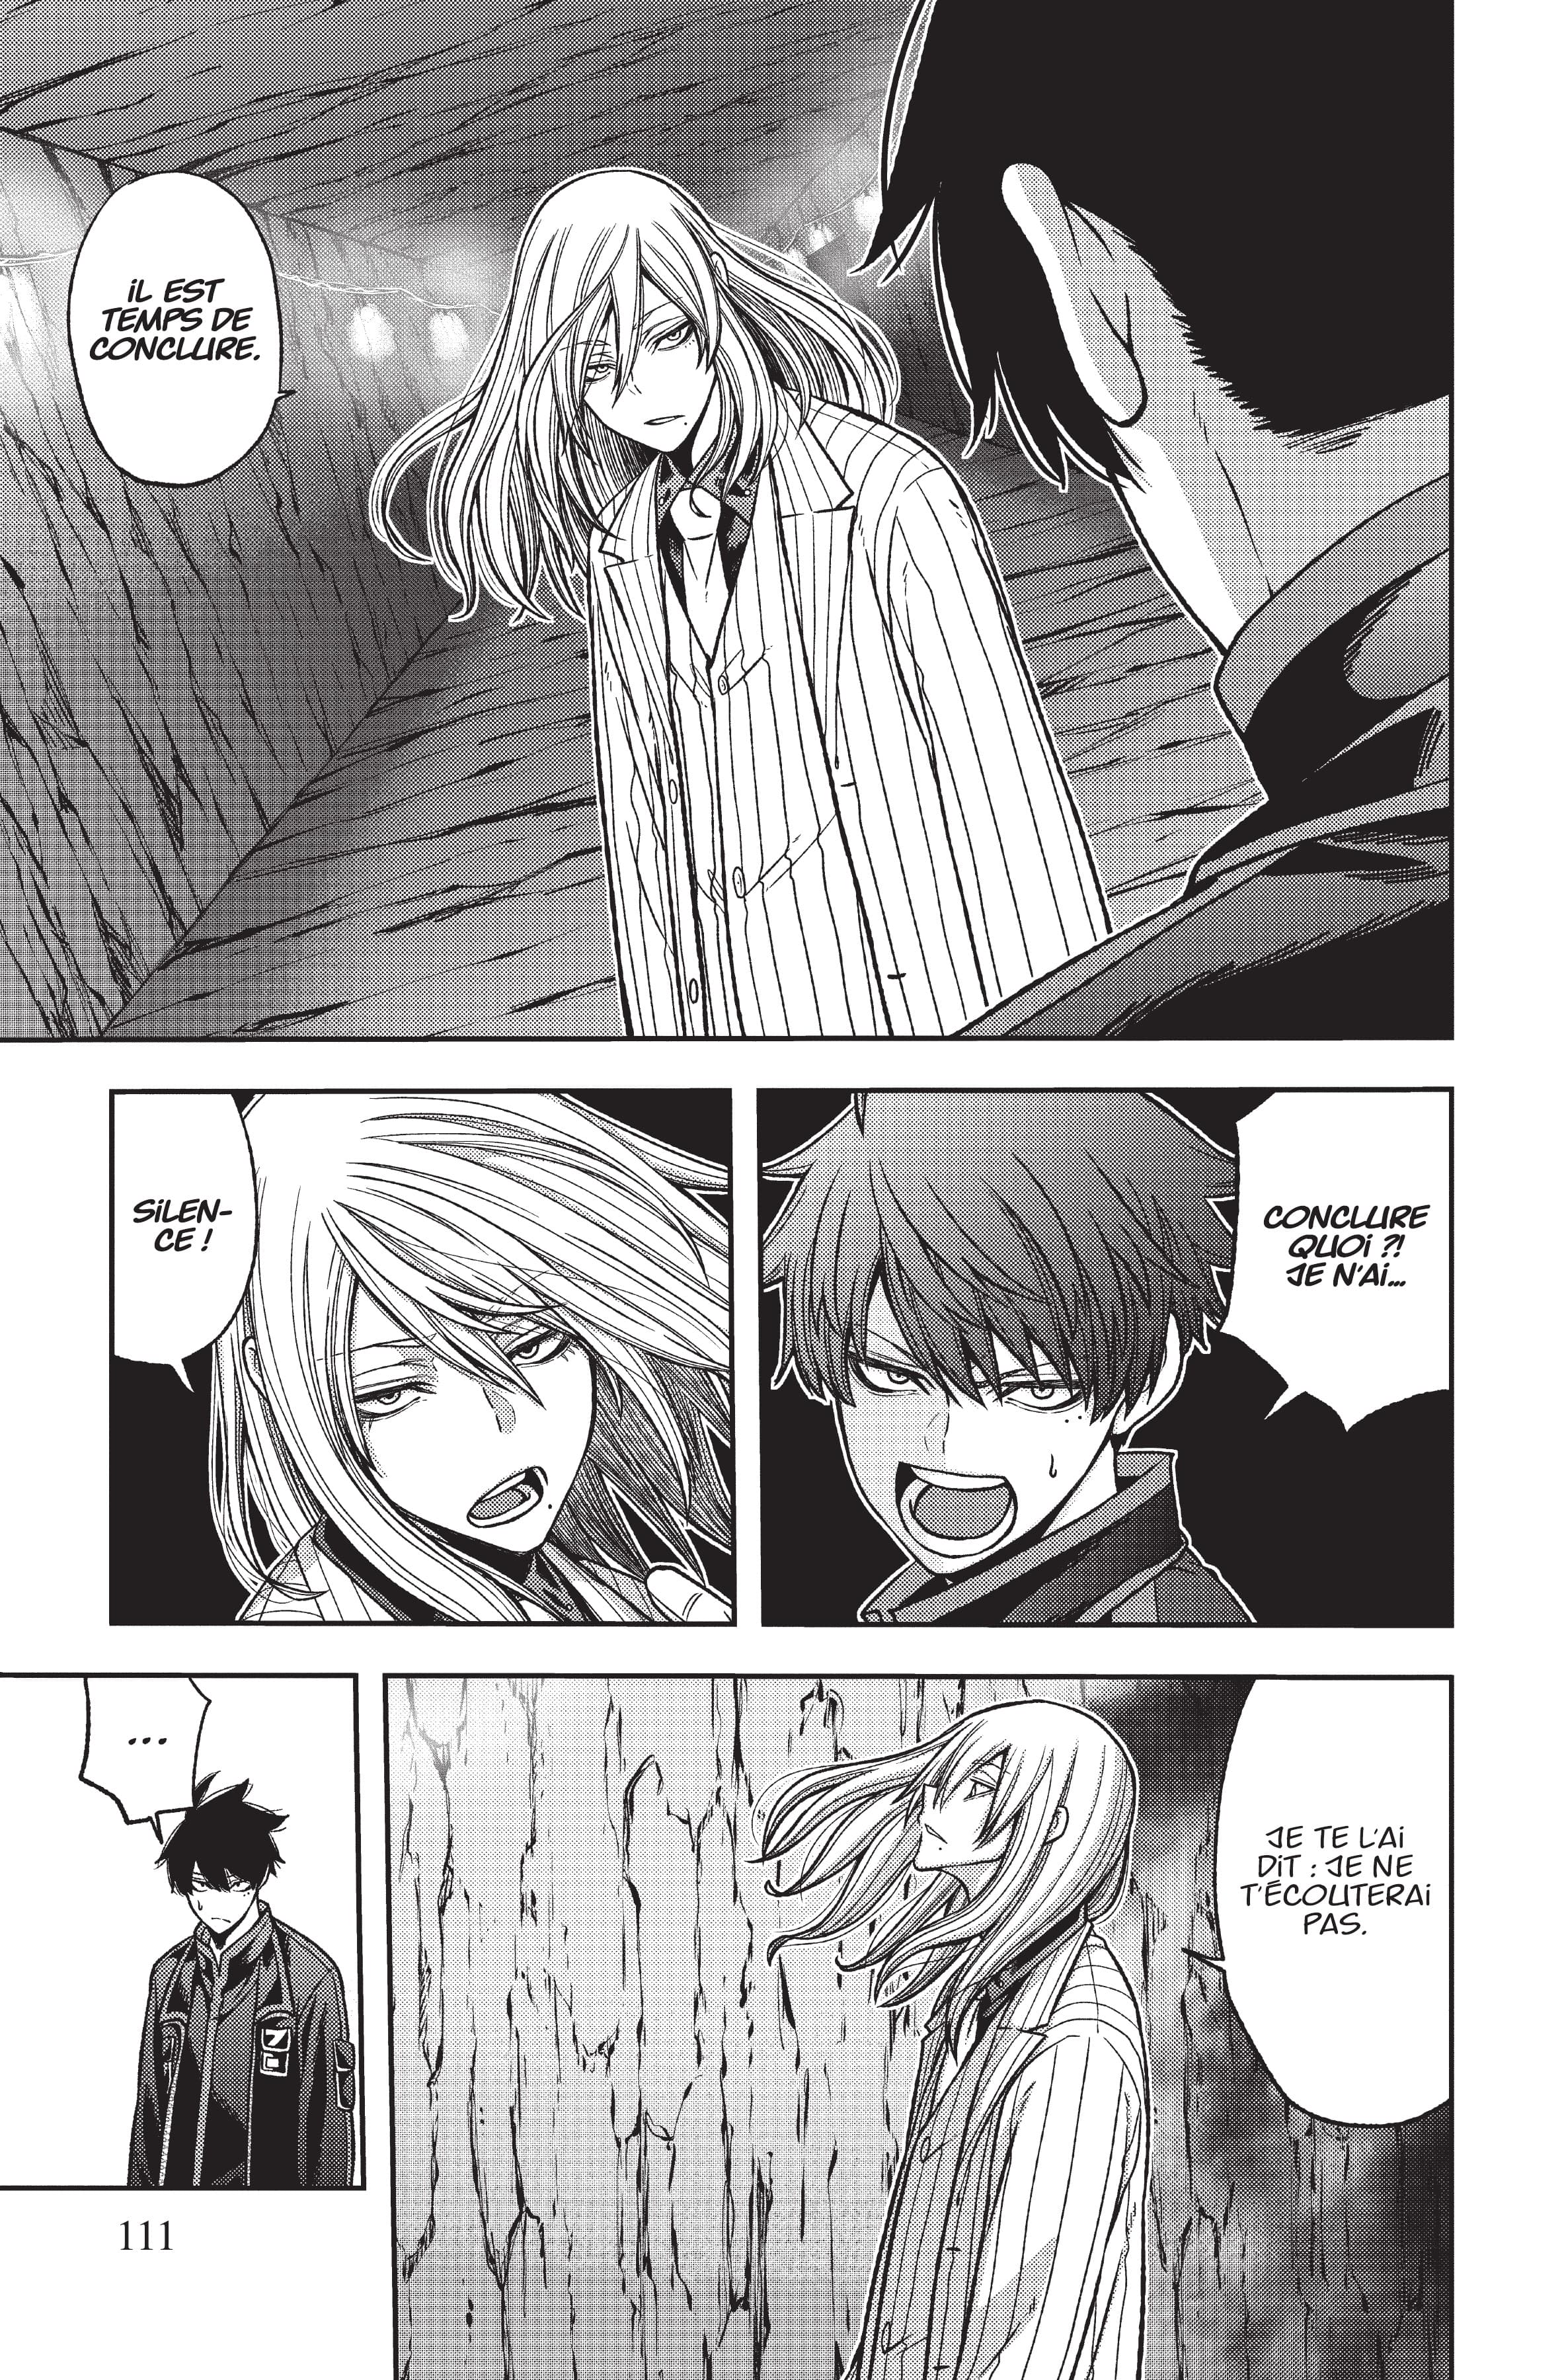 IL EST
TEMPS DE
CONCLURE.
CONCLURE
QUOI ?!
JE N'AI...
SILEN-
CE !
JE TE L'AI
DIT : JE NE
T'ÉCOUTERAI
PAS.
...
111